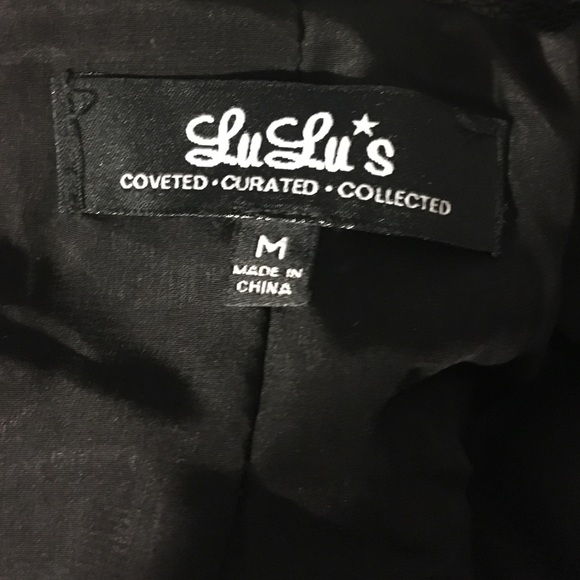 LuLu's
COVETED • CURATED • COLLECTED
M
MADE IN
CHINA